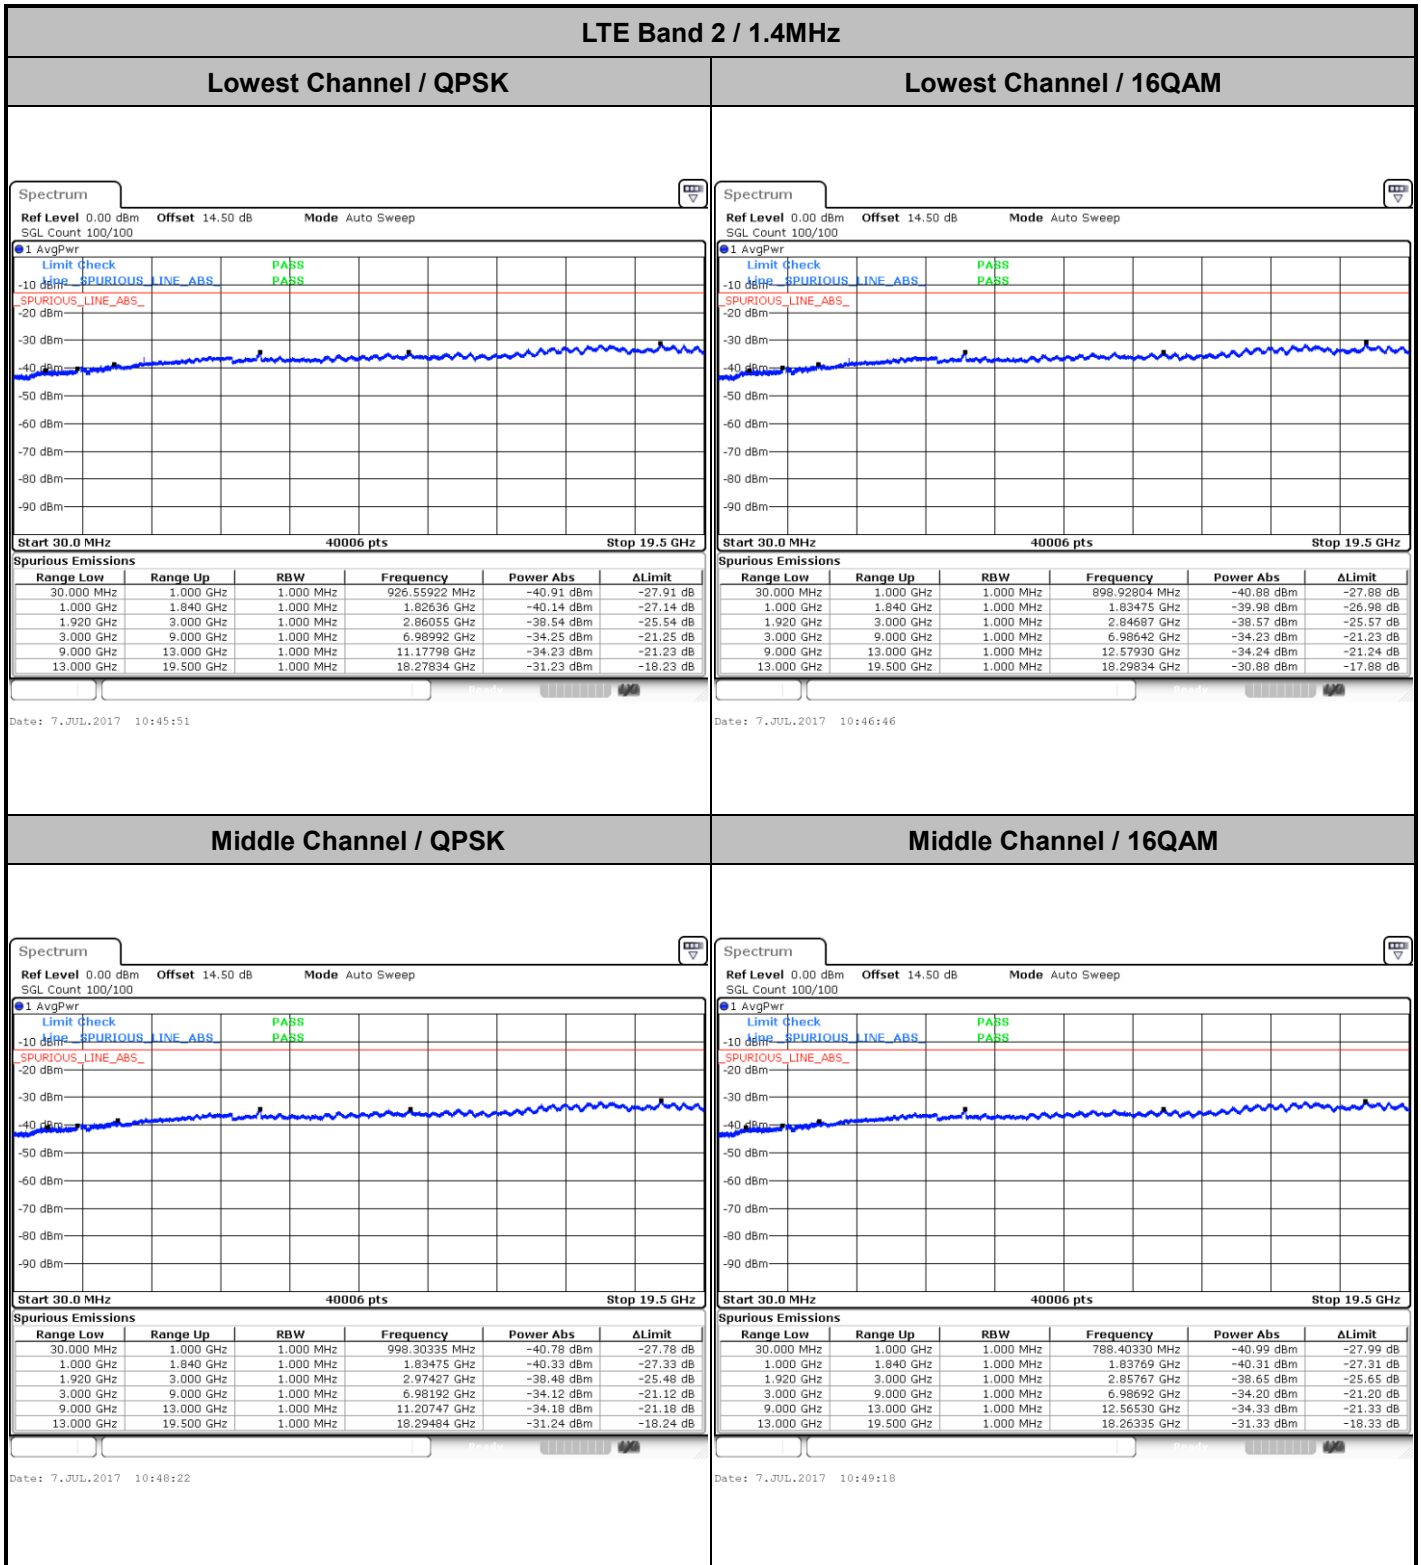 LTE Band 2 / 1.4MHz
Lowest Channel / QPSK
Lowest Channel / 16QAM
Spectrum
Ref Level 0.00 dBm Offset 14.50 dB Mode Auto Sweep
SGL Count 100/100
1 AvgPwr
Limit Check PASS
Line _SPURIOUS_LINE_ABS_ PASS
-10 dBm
_SPURIOUS_LINE_ABS_
-20 dBm
-30 dBm
-40 dBm
-50 dBm
-60 dBm
-70 dBm
-80 dBm
-90 dBm
Start 30.0 MHz 40006 pts Stop 19.5 GHz
Spurious Emissions
Range Low Range Up RBW Frequency Power Abs ΔLimit
30.000 MHz 1.000 GHz 1.000 MHz 926.55922 MHz -40.91 dBm -27.91 dB
1.000 GHz 1.840 GHz 1.000 MHz 1.82636 GHz -40.14 dBm -27.14 dB
1.920 GHz 3.000 GHz 1.000 MHz 2.86055 GHz -38.54 dBm -25.54 dB
3.000 GHz 9.000 GHz 1.000 MHz 6.98992 GHz -34.25 dBm -21.25 dB
9.000 GHz 13.000 GHz 1.000 MHz 11.17798 GHz -34.23 dBm -21.23 dB
13.000 GHz 19.500 GHz 1.000 MHz 18.27834 GHz -31.23 dBm -18.23 dB
Ready
Date: 7.JUL.2017 10:45:51
Spectrum
Ref Level 0.00 dBm Offset 14.50 dB Mode Auto Sweep
SGL Count 100/100
1 AvgPwr
Limit Check PASS
Line _SPURIOUS_LINE_ABS_ PASS
-10 dBm
_SPURIOUS_LINE_ABS_
-20 dBm
-30 dBm
-40 dBm
-50 dBm
-60 dBm
-70 dBm
-80 dBm
-90 dBm
Start 30.0 MHz 40006 pts Stop 19.5 GHz
Spurious Emissions
Range Low Range Up RBW Frequency Power Abs ΔLimit
30.000 MHz 1.000 GHz 1.000 MHz 898.92804 MHz -40.88 dBm -27.88 dB
1.000 GHz 1.840 GHz 1.000 MHz 1.83475 GHz -39.98 dBm -26.98 dB
1.920 GHz 3.000 GHz 1.000 MHz 2.84687 GHz -38.57 dBm -25.57 dB
3.000 GHz 9.000 GHz 1.000 MHz 6.98642 GHz -34.23 dBm -21.23 dB
9.000 GHz 13.000 GHz 1.000 MHz 12.57930 GHz -34.24 dBm -21.24 dB
13.000 GHz 19.500 GHz 1.000 MHz 18.29834 GHz -30.88 dBm -17.88 dB
Ready
Date: 7.JUL.2017 10:46:46
Middle Channel / QPSK
Middle Channel / 16QAM
Spectrum
Ref Level 0.00 dBm Offset 14.50 dB Mode Auto Sweep
SGL Count 100/100
1 AvgPwr
Limit Check PASS
Line _SPURIOUS_LINE_ABS_ PASS
-10 dBm
_SPURIOUS_LINE_ABS_
-20 dBm
-30 dBm
-40 dBm
-50 dBm
-60 dBm
-70 dBm
-80 dBm
-90 dBm
Start 30.0 MHz 40006 pts Stop 19.5 GHz
Spurious Emissions
Range Low Range Up RBW Frequency Power Abs ΔLimit
30.000 MHz 1.000 GHz 1.000 MHz 998.30335 MHz -40.78 dBm -27.78 dB
1.000 GHz 1.840 GHz 1.000 MHz 1.83475 GHz -40.33 dBm -27.33 dB
1.920 GHz 3.000 GHz 1.000 MHz 2.97427 GHz -38.48 dBm -25.48 dB
3.000 GHz 9.000 GHz 1.000 MHz 6.98192 GHz -34.12 dBm -21.12 dB
9.000 GHz 13.000 GHz 1.000 MHz 11.20747 GHz -34.18 dBm -21.18 dB
13.000 GHz 19.500 GHz 1.000 MHz 18.29484 GHz -31.24 dBm -18.24 dB
Ready
Date: 7.JUL.2017 10:48:22
Spectrum
Ref Level 0.00 dBm Offset 14.50 dB Mode Auto Sweep
SGL Count 100/100
1 AvgPwr
Limit Check PASS
Line _SPURIOUS_LINE_ABS_ PASS
-10 dBm
_SPURIOUS_LINE_ABS_
-20 dBm
-30 dBm
-40 dBm
-50 dBm
-60 dBm
-70 dBm
-80 dBm
-90 dBm
Start 30.0 MHz 40006 pts Stop 19.5 GHz
Spurious Emissions
Range Low Range Up RBW Frequency Power Abs ΔLimit
30.000 MHz 1.000 GHz 1.000 MHz 788.40330 MHz -40.99 dBm -27.99 dB
1.000 GHz 1.840 GHz 1.000 MHz 1.83769 GHz -40.31 dBm -27.31 dB
1.920 GHz 3.000 GHz 1.000 MHz 2.85767 GHz -38.65 dBm -25.65 dB
3.000 GHz 9.000 GHz 1.000 MHz 6.98692 GHz -34.20 dBm -21.20 dB
9.000 GHz 13.000 GHz 1.000 MHz 12.56530 GHz -34.33 dBm -21.33 dB
13.000 GHz 19.500 GHz 1.000 MHz 18.26335 GHz -31.33 dBm -18.33 dB
Ready
Date: 7.JUL.2017 10:49:18